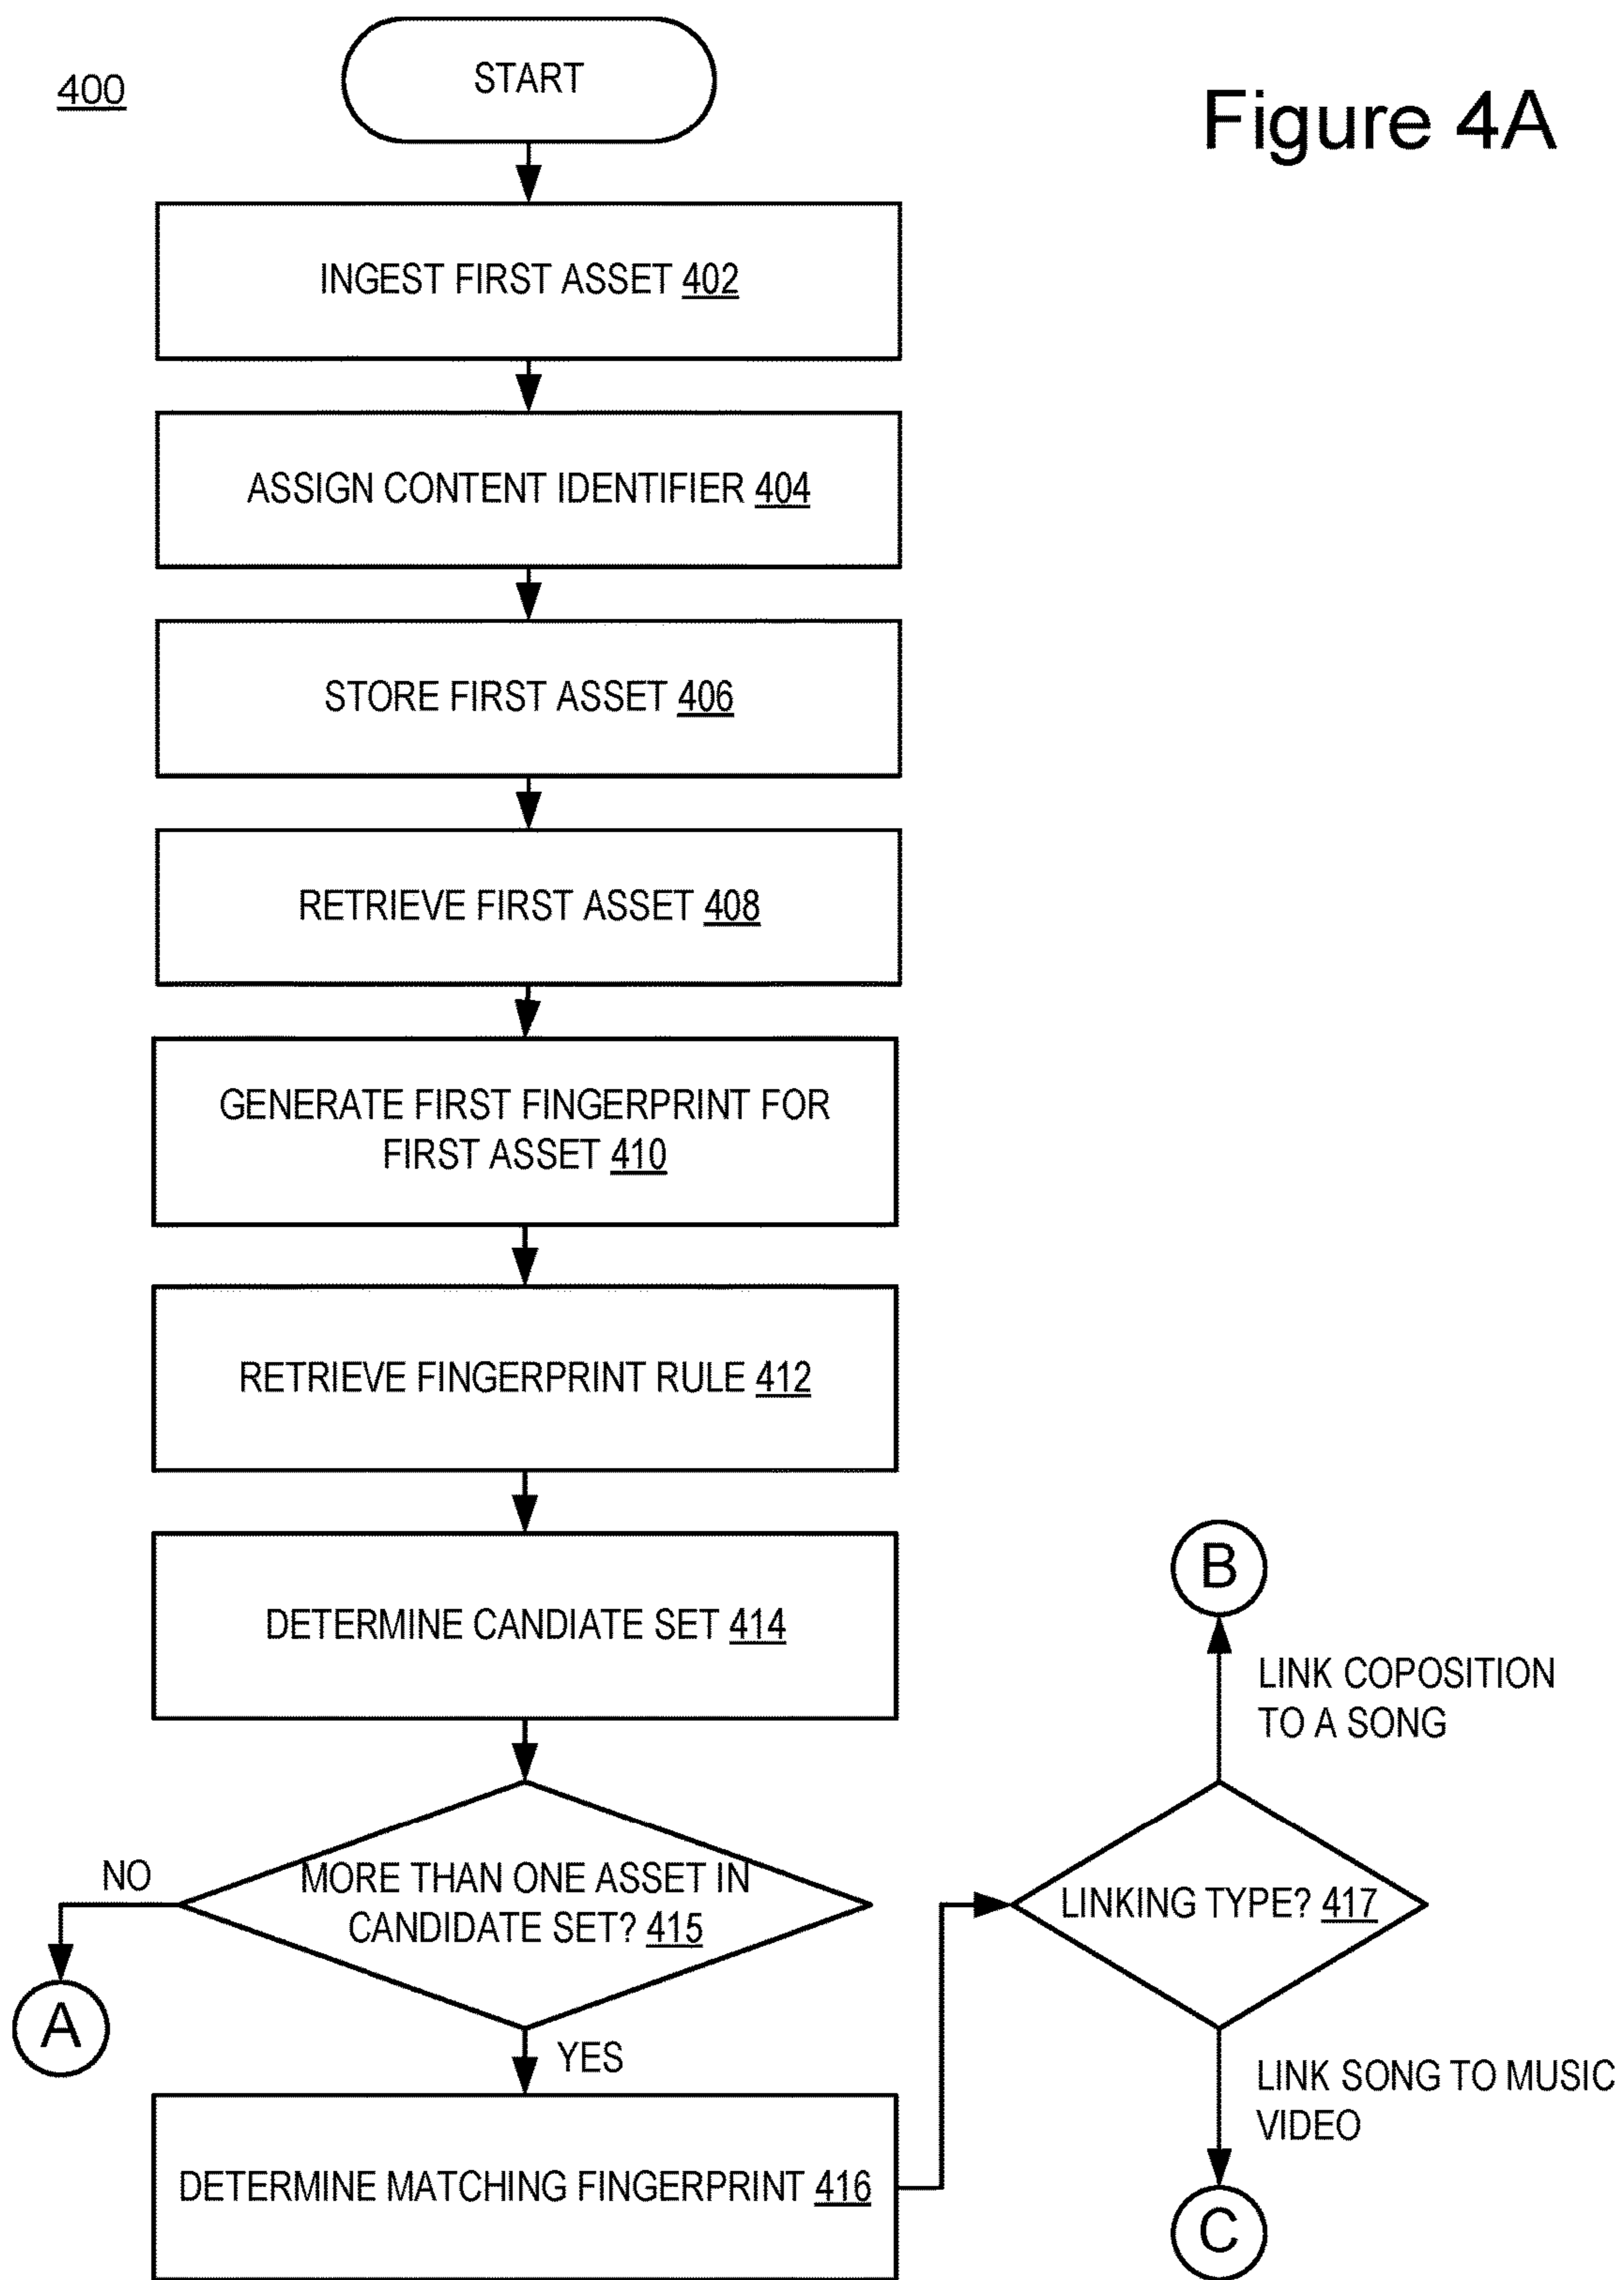 400
START
Figure 4A
INGEST FIRST ASSET 402
ASSIGN CONTENT IDENTIFIER 404
STORE FIRST ASSET 406
RETRIEVE FIRST ASSET 408
GENERATE FIRST FINGERPRINT FOR
FIRST ASSET 410
RETRIEVE FINGERPRINT RULE 412
DETERMINE CANDIATE SET 414
MORE THAN ONE ASSET IN
CANDIDATE SET? 415
NO
A
YES
DETERMINE MATCHING FINGERPRINT 416
LINKING TYPE? 417
LINK COPOSITION
TO A SONG
B
LINK SONG TO MUSIC
VIDEO
C